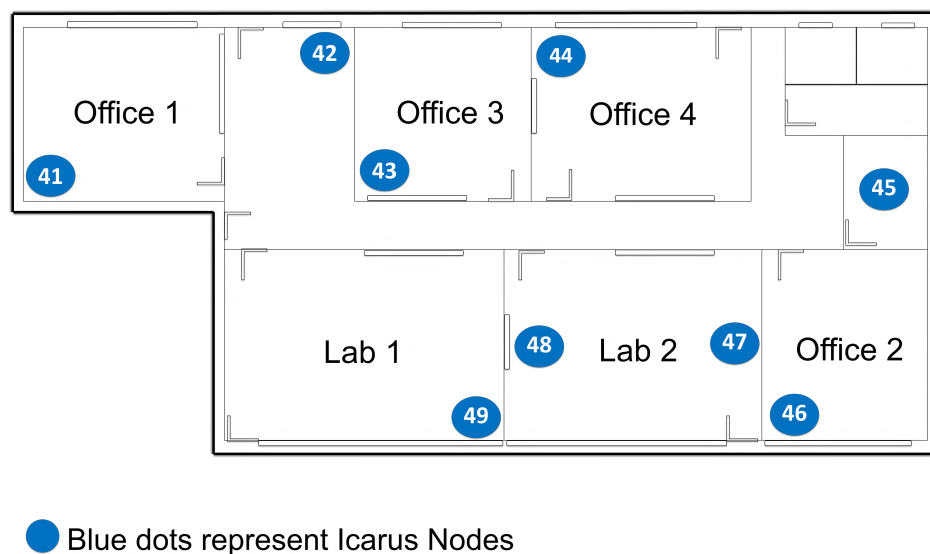 42
44
Office 1
Office 3
Office 4
41
43
45
Lab 1
48
Lab 2
47
Office 2
49
46
Blue dots represent Icarus Nodes